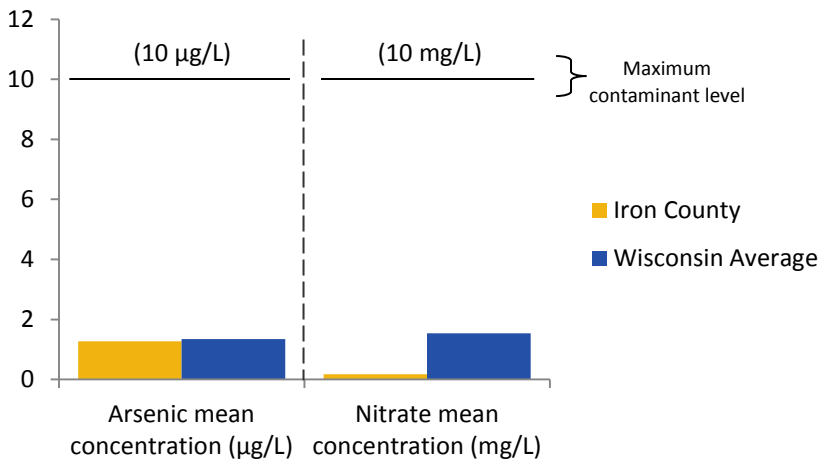 12
10
8
6
4
2
0
(10 µg/L)
(10 mg/L)
Maximum
contaminant level
Iron County
Wisconsin Average
Arsenic mean
concentration (µg/L)
Nitrate mean
concentration (mg/L)